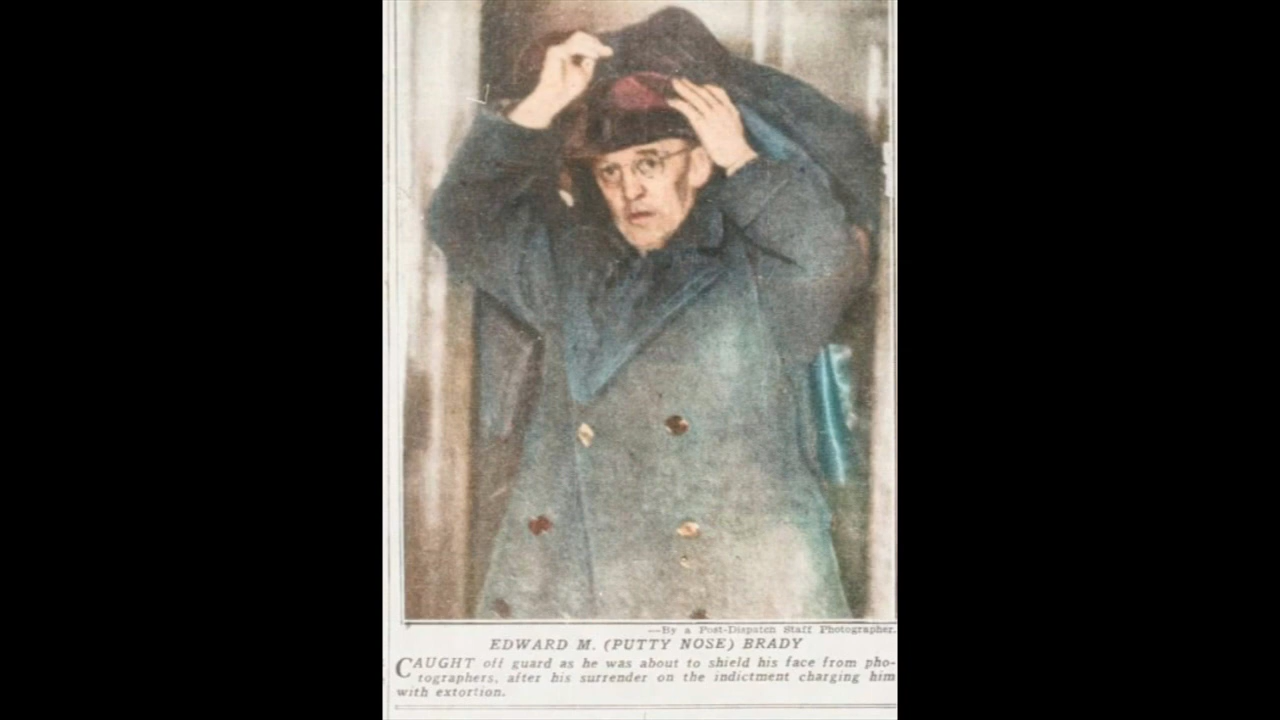 —By a Post-Dispatch Staff Photographer.
EDWARD M. (PUTTY NOSE) BRADY
CAUGHT off guard as he was about to shield his face from pho-
tographers, after his surrender on the indictment charging him
with extortion.